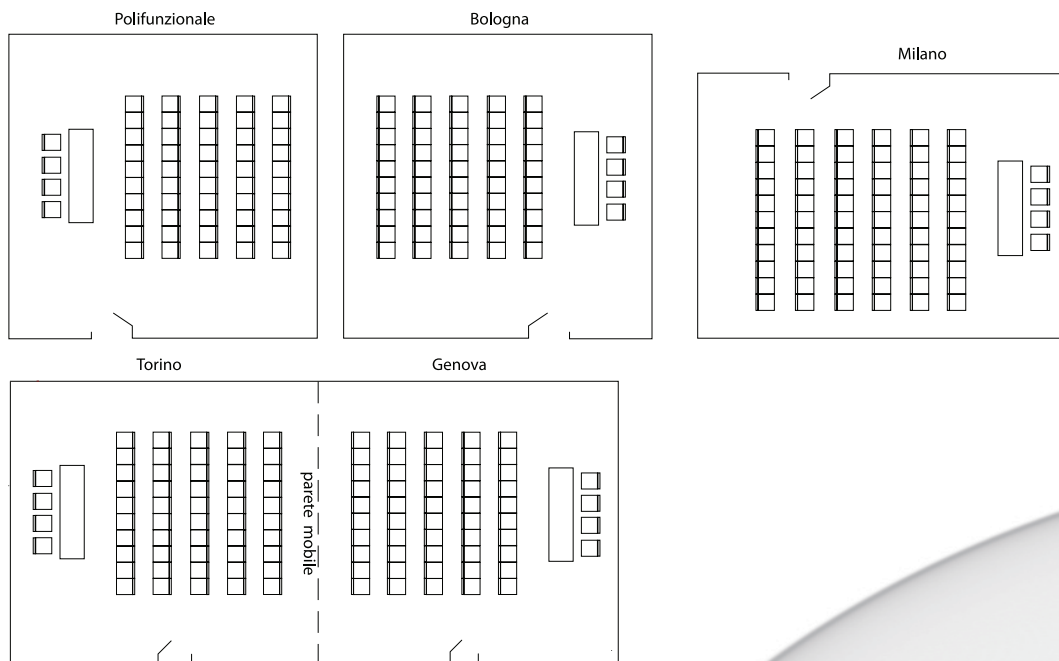 Polifunzionale
Bologna
Milano
Torino
Genova
parete mobile